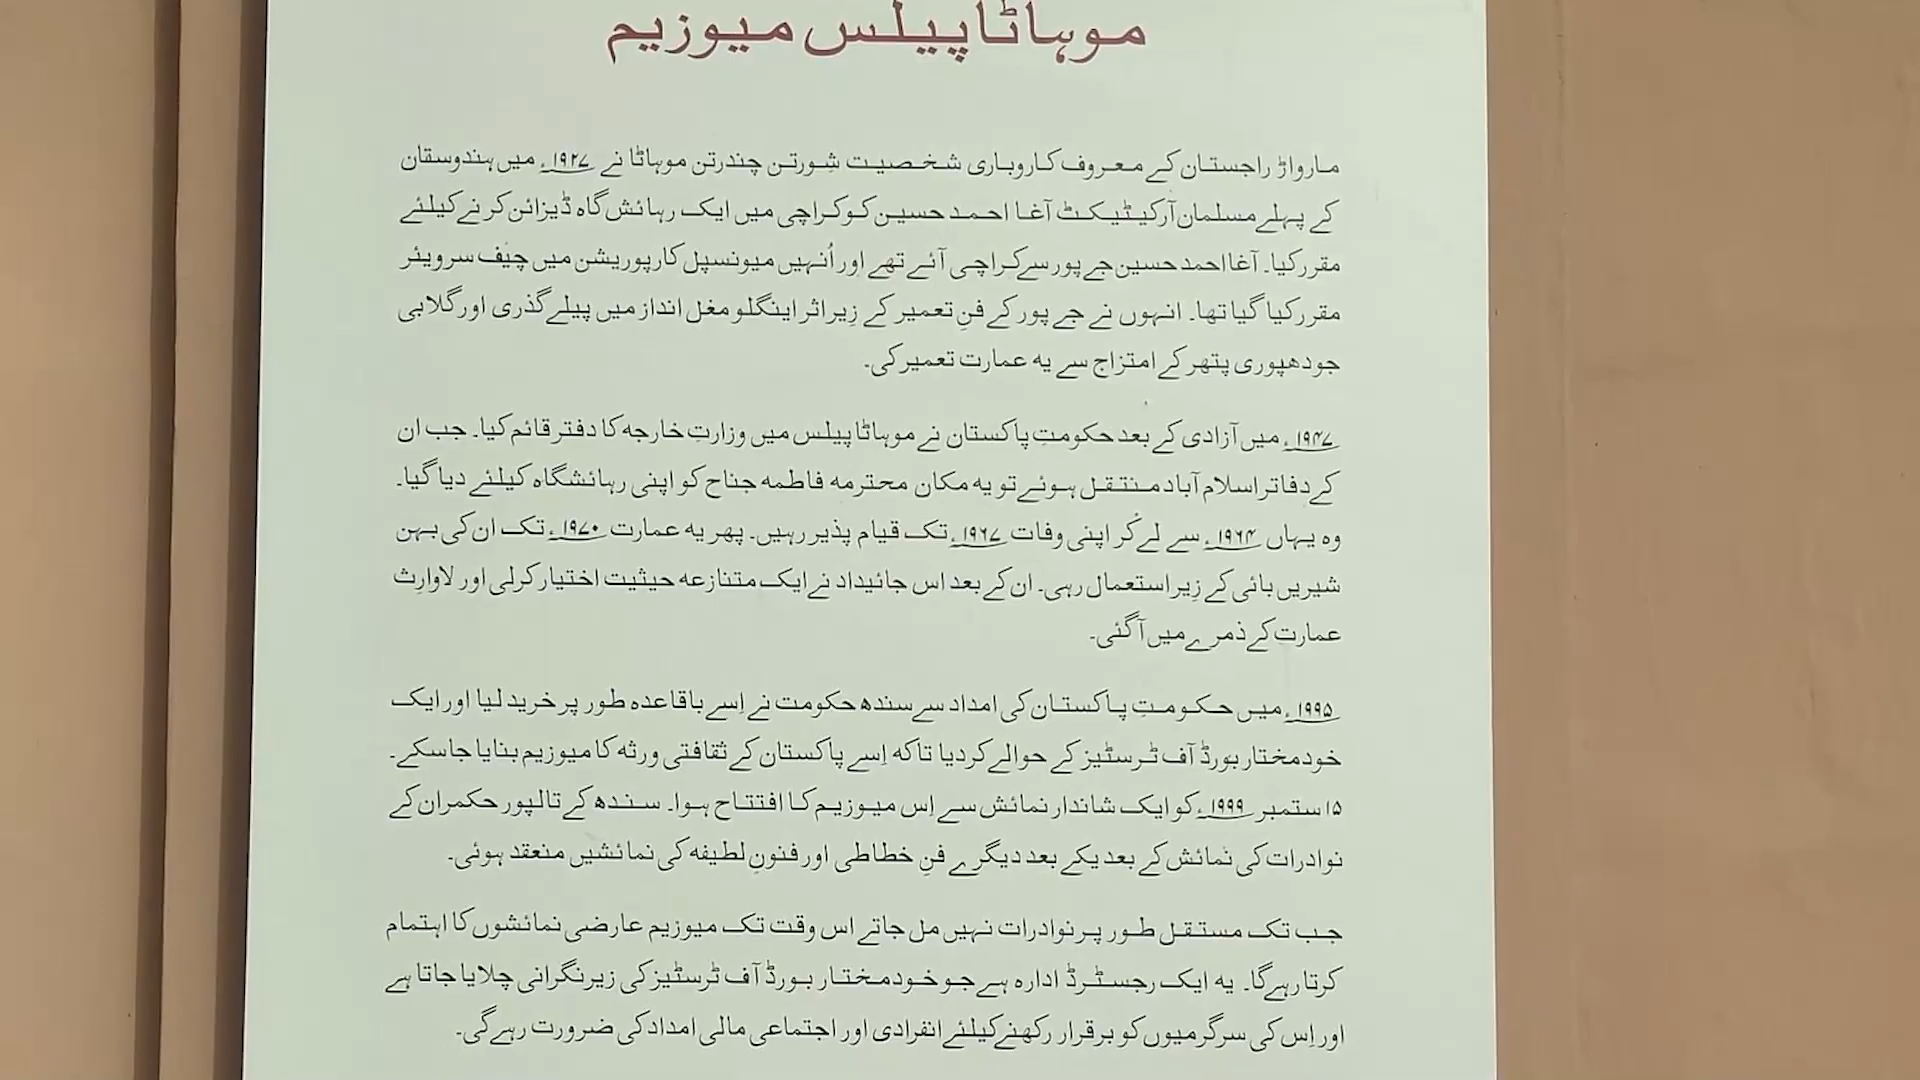 موہاٹا پیلس میوزیم
مارواڑ راجستان کے معروف کاروباری شخصیت شِورتن چندرتن موہاٹا نے ۱۹۲۷ء میں ہندوستان
کے پہلے مسلمان آرکیٹیکٹ آغا احمد حسین کو کراچی میں ایک رہائش گاہ ڈیزائن کرنے کیلئے
مقرر کیا۔ آغا احمد حسین جے پور سے کراچی آئے تھے اور اُنہیں میونسپل کارپوریشن میں چیف سرویئر
مقرر کیا گیا تھا۔ انہوں نے جے پور کے فنِ تعمیر کے زیرِ اثر اینگلو مغل انداز میں پیلے گذری اور گلابی
جودھپوری پتھر کے امتزاج سے یہ عمارت تعمیر کی۔
۱۹۴۷ء میں آزادی کے بعد حکومتِ پاکستان نے موہاٹا پیلس میں وزارتِ خارجہ کا دفتر قائم کیا۔ جب ان
کے دفاتر اسلام آباد منتقل ہوئے تو یہ مکان محترمہ فاطمہ جناح کو اپنی رہائشگاہ کیلئے دیا گیا۔
وہ یہاں ۱۹۶۴ء سے لے کر اپنی وفات ۱۹۶۷ء تک قیام پذیر رہیں۔ پھر یہ عمارت ۱۹۷۰ء تک ان کی بہن
شیریں بائی کے زیرِ استعمال رہی۔ ان کے بعد اس جائیداد نے ایک متنازعہ حیثیت اختیار کرلی اور لاوارِث
عمارت کے ذمرے میں آگئی۔
۱۹۹۵ء میں حکومتِ پاکستان کی امداد سے سندھ حکومت نے اِسے باقاعدہ طور پر خرید لیا اور ایک
خودمختار بورڈ آف ٹرسٹیز کے حوالے کردیا تاکہ اِسے پاکستان کے ثقافتی ورثہ کا میوزیم بنایا جاسکے۔
۱۵ ستمبر ۱۹۹۹ء کو ایک شاندار نمائش سے اِس میوزیم کا افتتاح ہوا۔ سندھ کے تالپور حکمران کے
نوادرات کی نمائش کے بعد یکے بعد دیگرے فنِ خطاطی اور فنونِ لطیفہ کی نمائشیں منعقد ہوئی۔
جب تک مستقل طور پر نوادرات نہیں مل جاتے اس وقت تک میوزیم عارضی نمائشوں کا اہتمام
کرتا رہے گا۔ یہ ایک رجسٹرڈ ادارہ ہے جو خودمختار بورڈ آف ٹرسٹیز کی زیرنگرانی چلایا جاتا ہے
اور اِس کی سرگرمیوں کو برقرار رکھنے کیلئے انفرادی اور اجتماعی مالی امداد کی ضرورت رہے گی۔